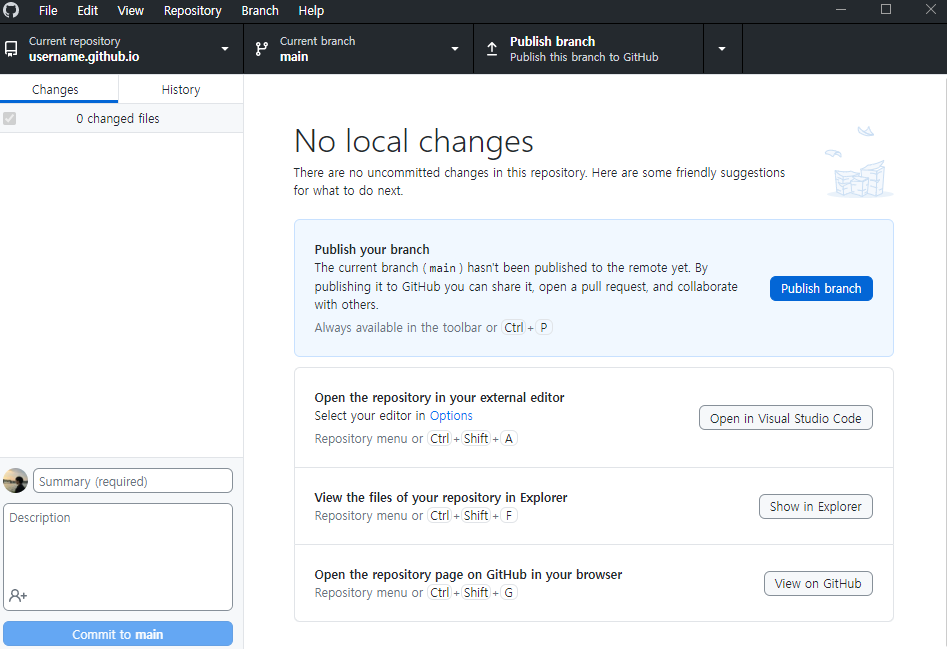 File Edit View Repository Branch Help
Current repository
username.github.io
Current branch
main
Publish branch
Publish this branch to GitHub
Changes
History
0 changed files
No local changes
There are no uncommitted changes in this repository. Here are some friendly suggestions
for what to do next.
Publish your branch
The current branch (main) hasn't been published to the remote yet. By
publishing it to GitHub you can share it, open a pull request, and collaborate
with others.
Always available in the toolbar or Ctrl + P
Publish branch
Open the repository in your external editor
Select your editor in Options
Repository menu or Ctrl + Shift + A
Open in Visual Studio Code
View the files of your repository in Explorer
Repository menu or Ctrl + Shift + F
Show in Explorer
Open the repository page on GitHub in your browser
Repository menu or Ctrl + Shift + G
View on GitHub
Summary (required)
Description
Commit to main